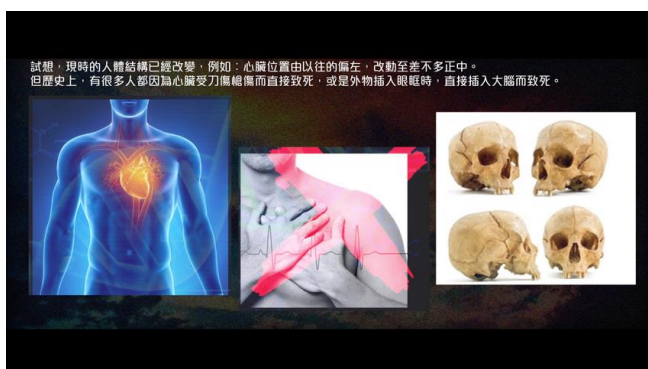 試想，現時的人體結構已經改變，例如：心臟位置由以往的偏左，改動至差不多正中。
但歷史上，有很多人都因為心臟受刀傷槍傷而直接致死，或是外物插入眼眶時，直接插入大腦而致死。